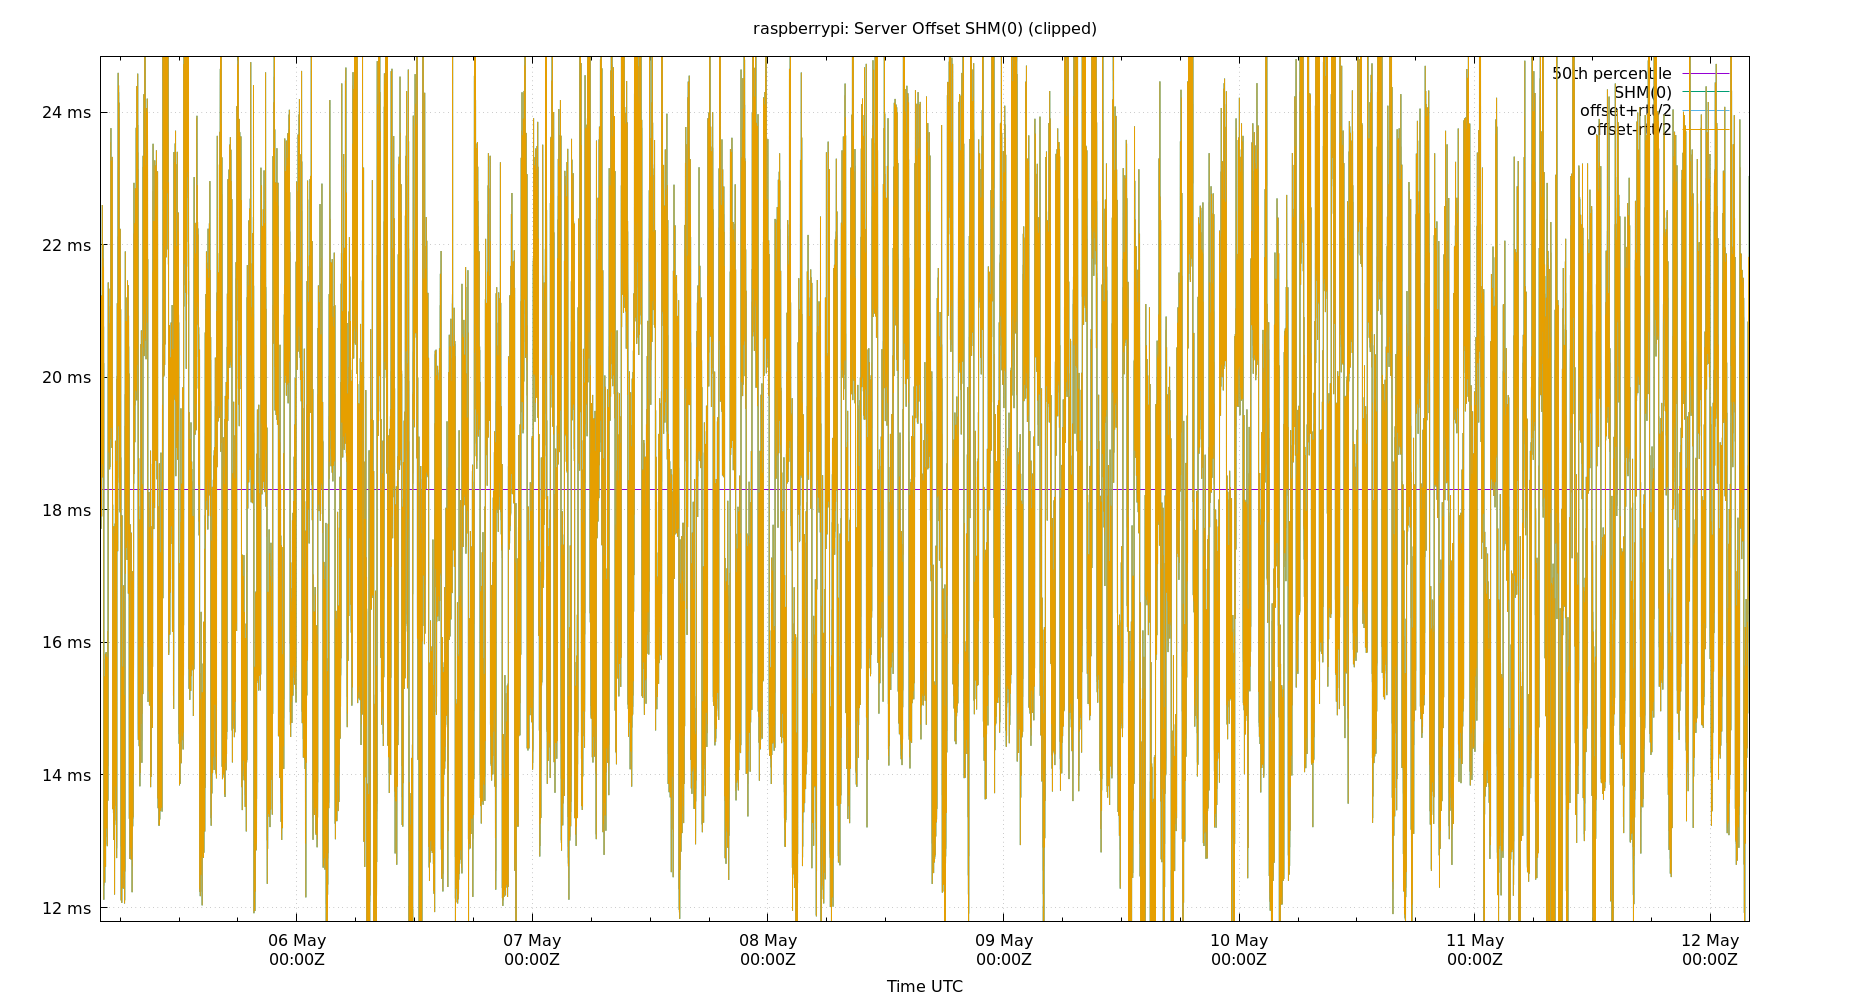 raspberrypi: Server Offset SHM(0) (clipped)
50th percentile
SHM(0)
offset+rtt/2
offset-rtt/2
24 ms
22 ms
20 ms
18 ms
16 ms
14 ms
12 ms
06 May 07 May 08 May 09 May 10 May 11 May 12 May
00:00Z 00:00Z 00:00Z 00:00Z 00:00Z 00:00Z 00:00Z
Time UTC